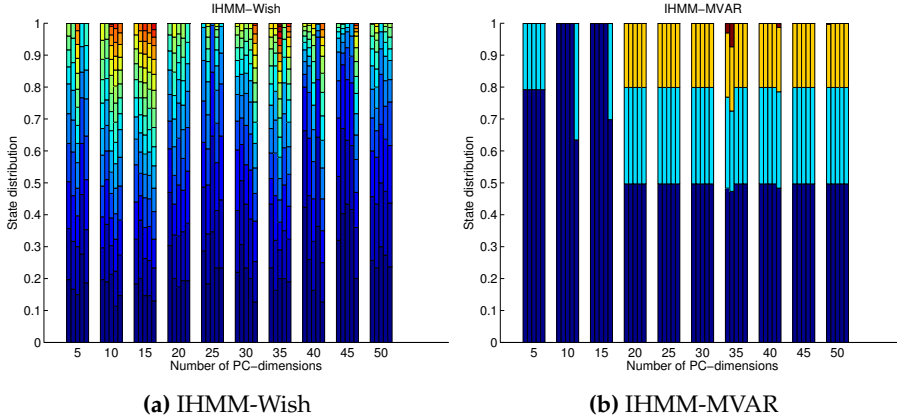 IHMM-Wish
1
0.9
0.8
0.7
0.6
0.5
0.4
0.3
0.2
0.1
0
State distribution
5 10 15 20 25 30 35 40 45 50
Number of PC-dimensions
(a) IHMM-Wish
IHMM-MVAR
1
0.9
0.8
0.7
0.6
0.5
0.4
0.3
0.2
0.1
0
State distribution
5 10 15 20 25 30 35 40 45 50
Number of PC-dimensions
(b) IHMM-MVAR